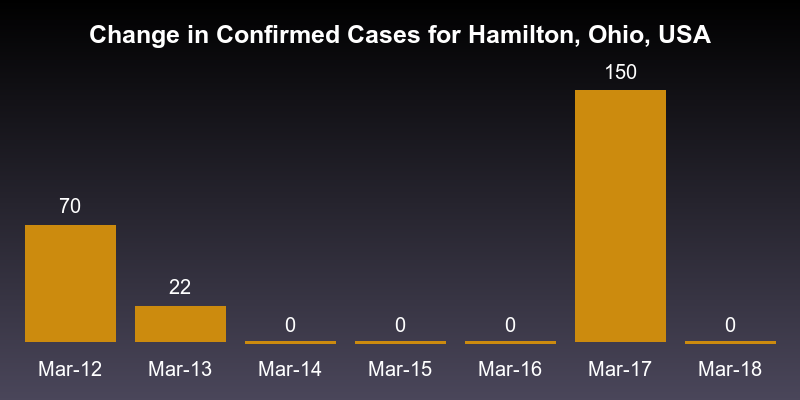 Change in Confirmed Cases for Hamilton, Ohio, USA
150
70
22
0 0 0 0
Mar-12 Mar-13 Mar-14 Mar-15 Mar-16 Mar-17 Mar-18